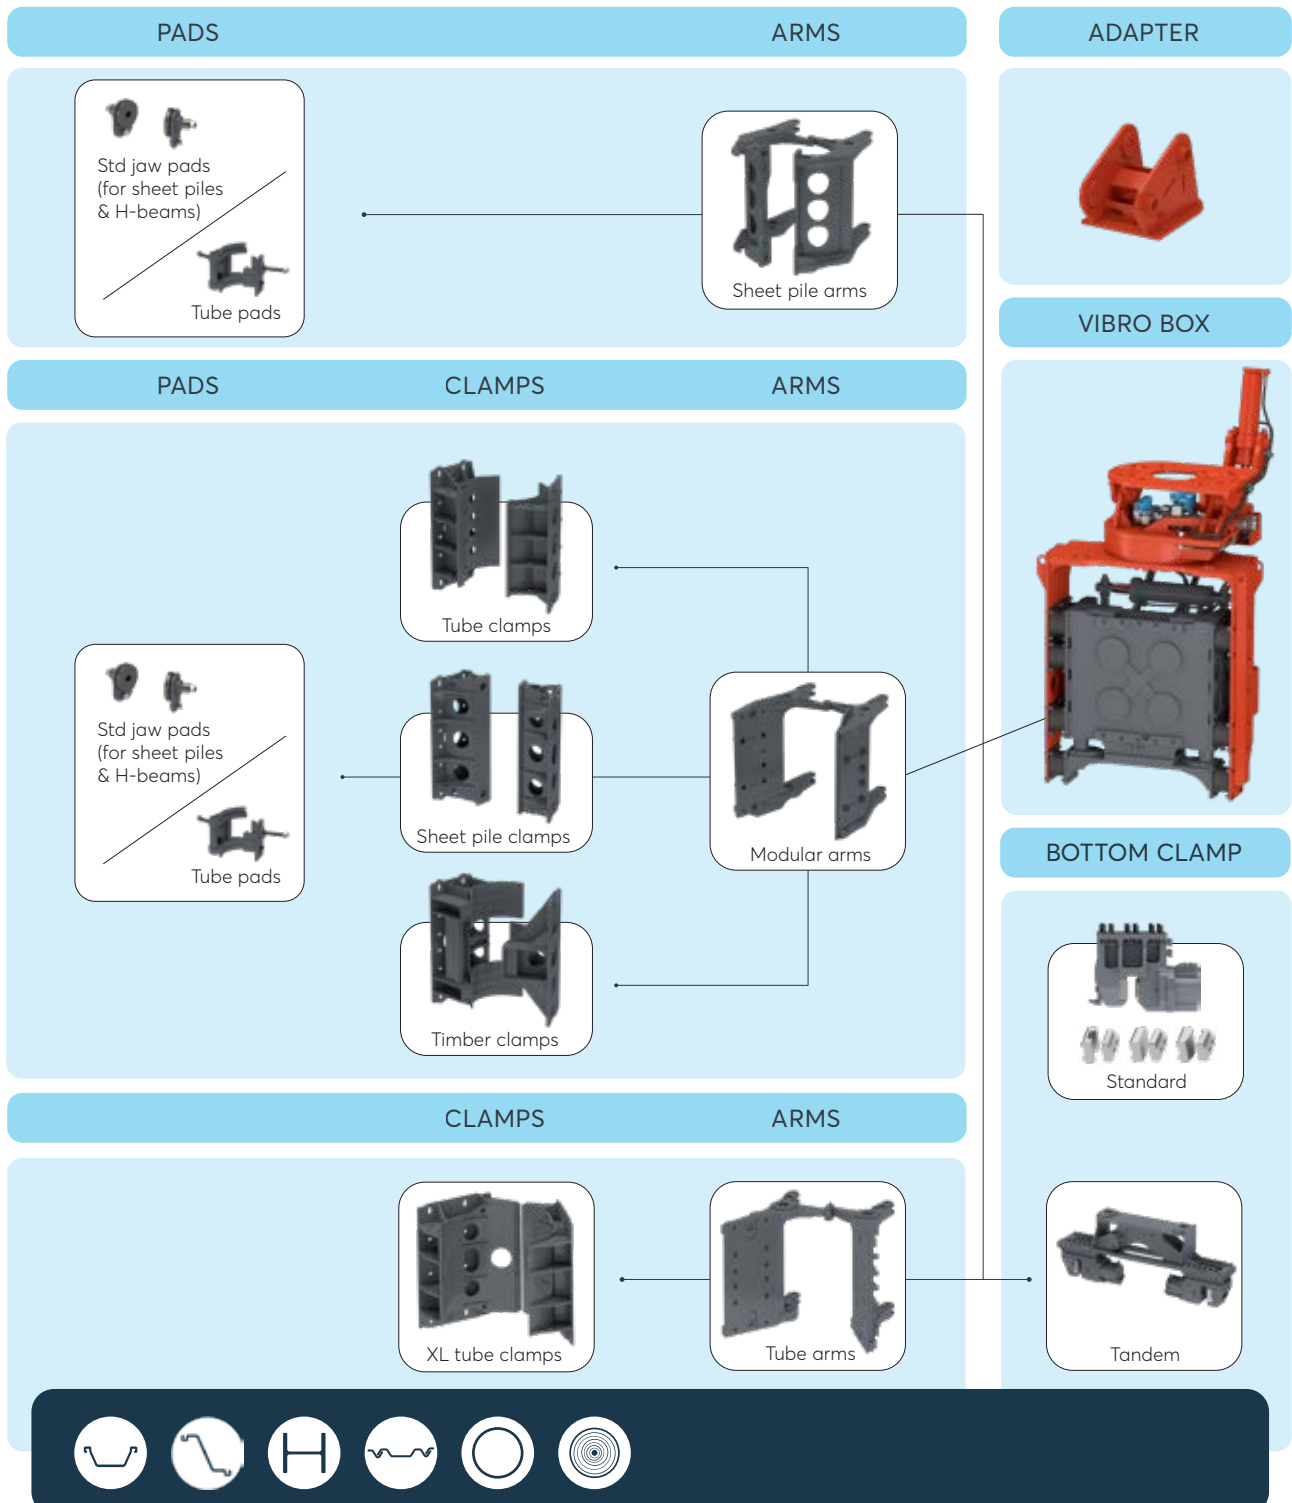 PADS
ARMS
ADAPTER
Std jaw pads
(for sheet piles
& H-beams)
Tube pads
Sheet pile arms
VIBRO BOX
PADS
CLAMPS
ARMS
Tube clamps
Std jaw pads
(for sheet piles
& H-beams)
Tube pads
Sheet pile clamps
Modular arms
Timber clamps
BOTTOM CLAMP
Standard
CLAMPS
ARMS
XL tube clamps
Tube arms
Tandem